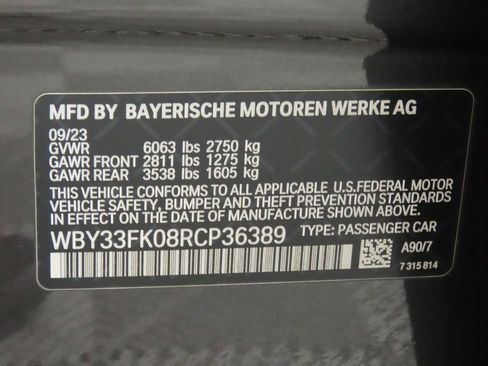 MFD BY BAYERISCHE MOTOREN WERKE AG
09/23
GVWR 6063 lbs 2750 kg
GAWR FRONT 2811 lbs 1275 kg
GAWR REAR 3538 lbs 1605 kg
THIS VEHICLE CONFORMS TO ALL APPLICABLE U.S.FEDERAL MOTOR
VEHICLE SAFETY, BUMPER AND THEFT PREVENTION STANDARDS IN
EFFECT ON THE DATE OF MANUFACTURE SHOWN ABOVE.
WBY33FK08RCP36389 TYPE: PASSENGER CAR
A90/7
7 315 814